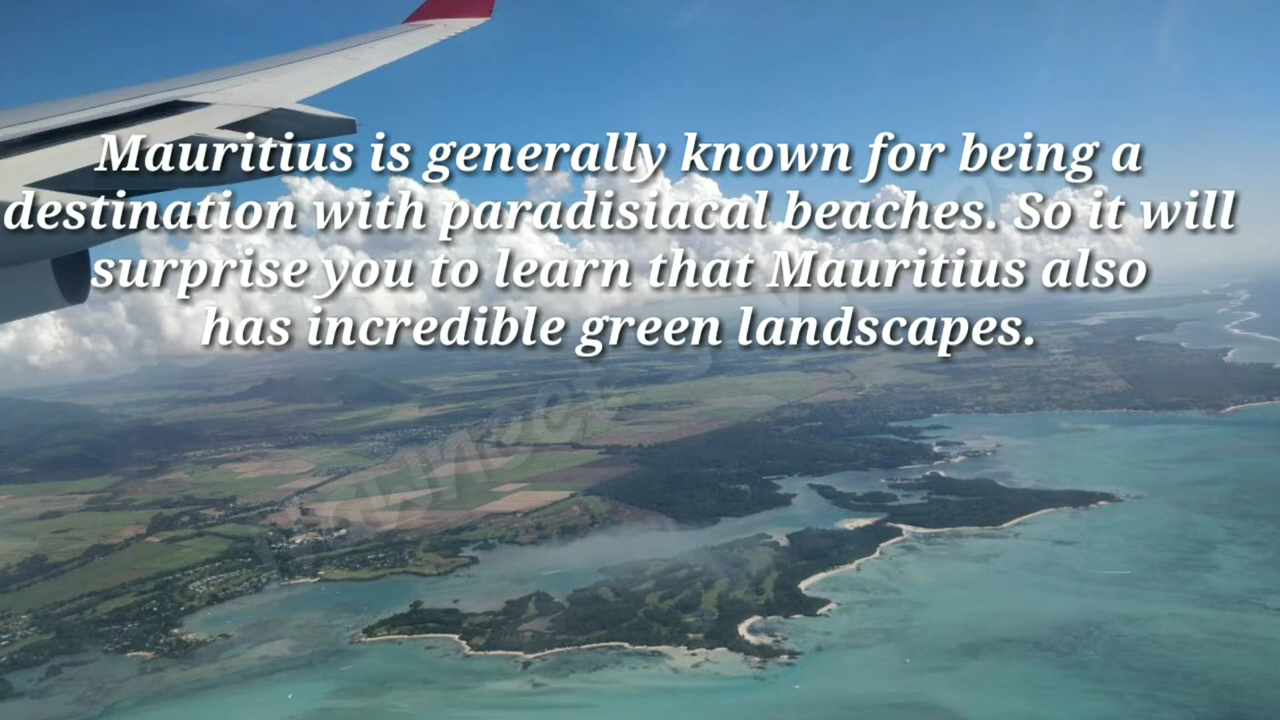 Mauritius is generally known for being a
destination with paradisiacal beaches. So it will
surprise you to learn that Mauritius also
has incredible green landscapes.